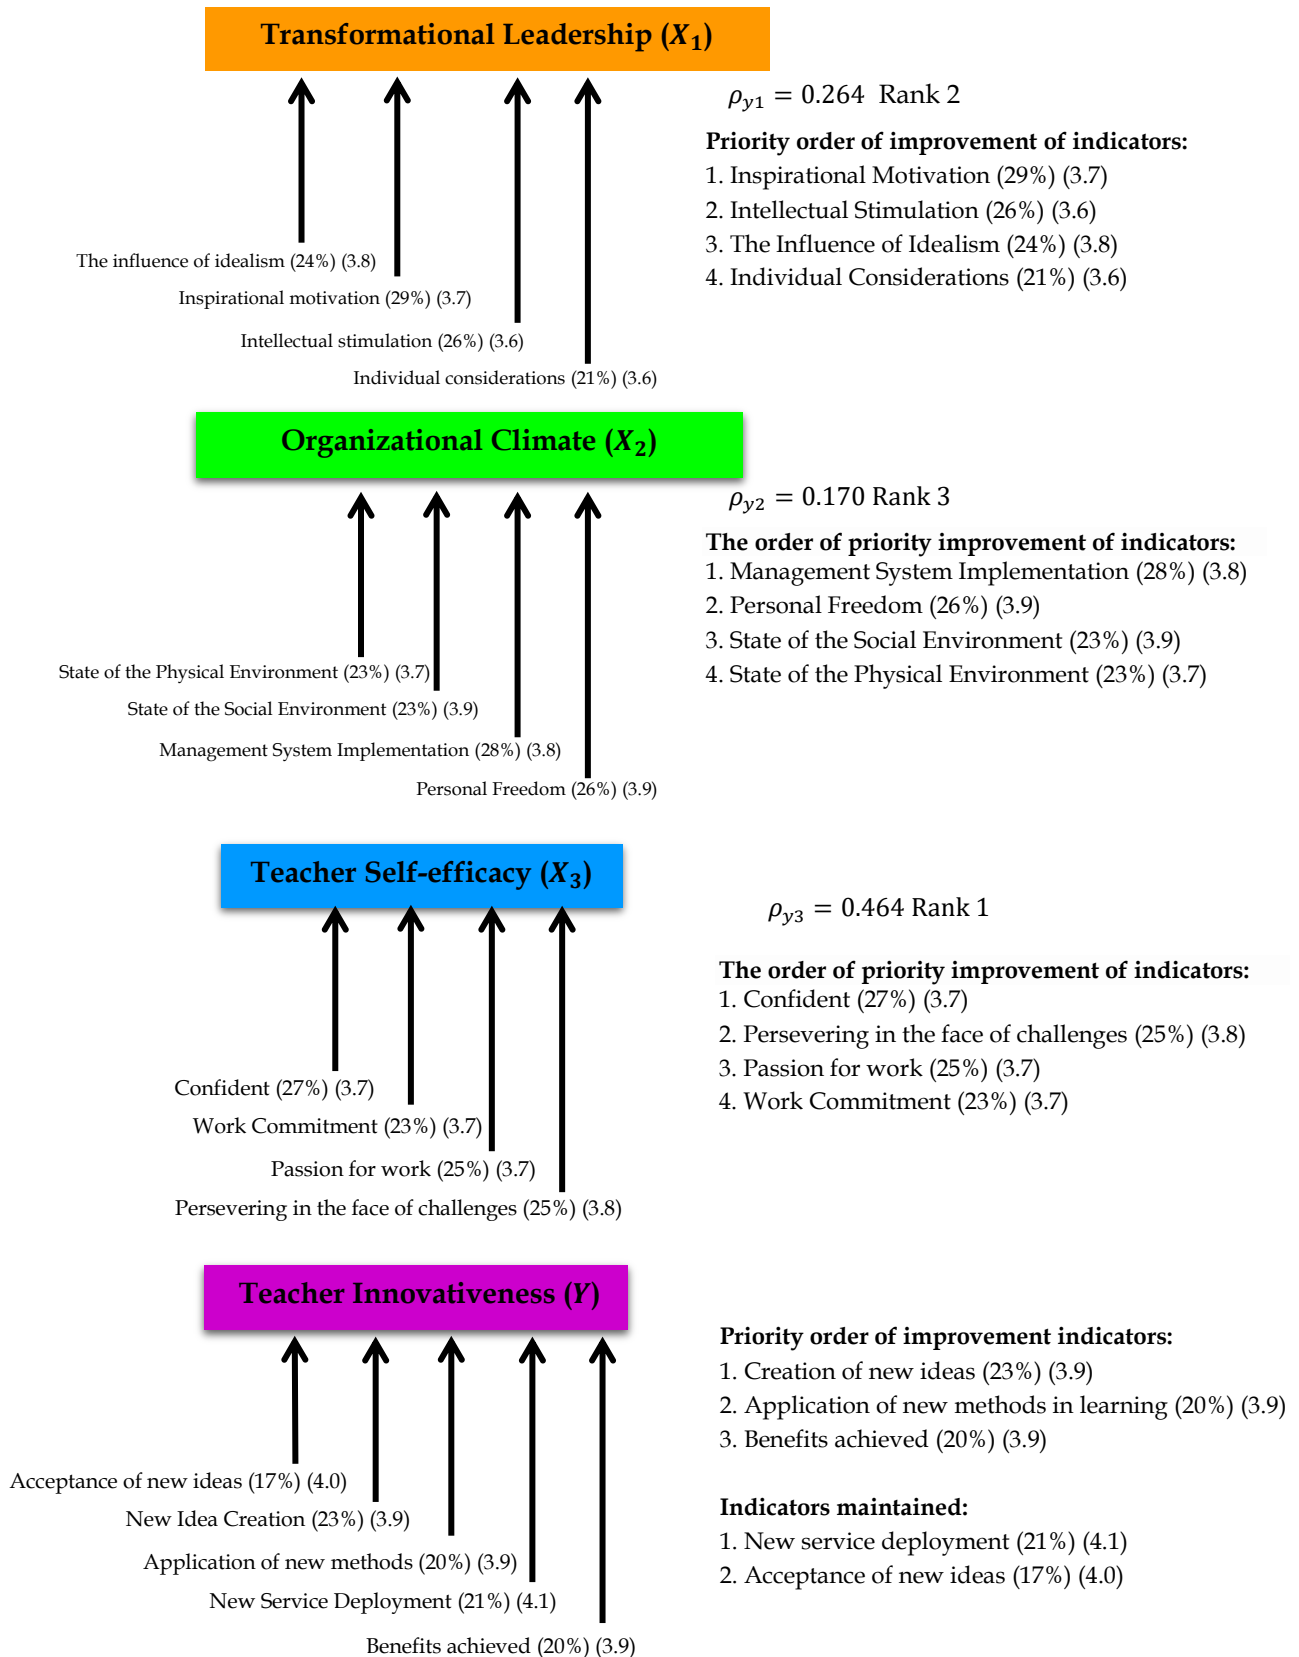 Transformational Leadership (X₁)
ρy1 = 0.264 Rank 2
Priority order of improvement of indicators:
1. Inspirational Motivation (29%) (3.7)
2. Intellectual Stimulation (26%) (3.6)
3. The Influence of Idealism (24%) (3.8)
4. Individual Considerations (21%) (3.6)
The influence of idealism (24%) (3.8)
Inspirational motivation (29%) (3.7)
Intellectual stimulation (26%) (3.6)
Individual considerations (21%) (3.6)
Organizational Climate (X₂)
ρy2 = 0.170 Rank 3
The order of priority improvement of indicators:
1. Management System Implementation (28%) (3.8)
2. Personal Freedom (26%) (3.9)
3. State of the Social Environment (23%) (3.9)
4. State of the Physical Environment (23%) (3.7)
State of the Physical Environment (23%) (3.7)
State of the Social Environment (23%) (3.9)
Management System Implementation (28%) (3.8)
Personal Freedom (26%) (3.9)
Teacher Self-efficacy (X₃)
ρy3 = 0.464 Rank 1
The order of priority improvement of indicators:
1. Confident (27%) (3.7)
2. Persevering in the face of challenges (25%) (3.8)
3. Passion for work (25%) (3.7)
4. Work Commitment (23%) (3.7)
Confident (27%) (3.7)
Work Commitment (23%) (3.7)
Passion for work (25%) (3.7)
Persevering in the face of challenges (25%) (3.8)
Teacher Innovativeness (Y)
Priority order of improvement indicators:
1. Creation of new ideas (23%) (3.9)
2. Application of new methods in learning (20%) (3.9)
3. Benefits achieved (20%) (3.9)
Indicators maintained:
1. New service deployment (21%) (4.1)
2. Acceptance of new ideas (17%) (4.0)
Acceptance of new ideas (17%) (4.0)
New Idea Creation (23%) (3.9)
Application of new methods (20%) (3.9)
New Service Deployment (21%) (4.1)
Benefits achieved (20%) (3.9)